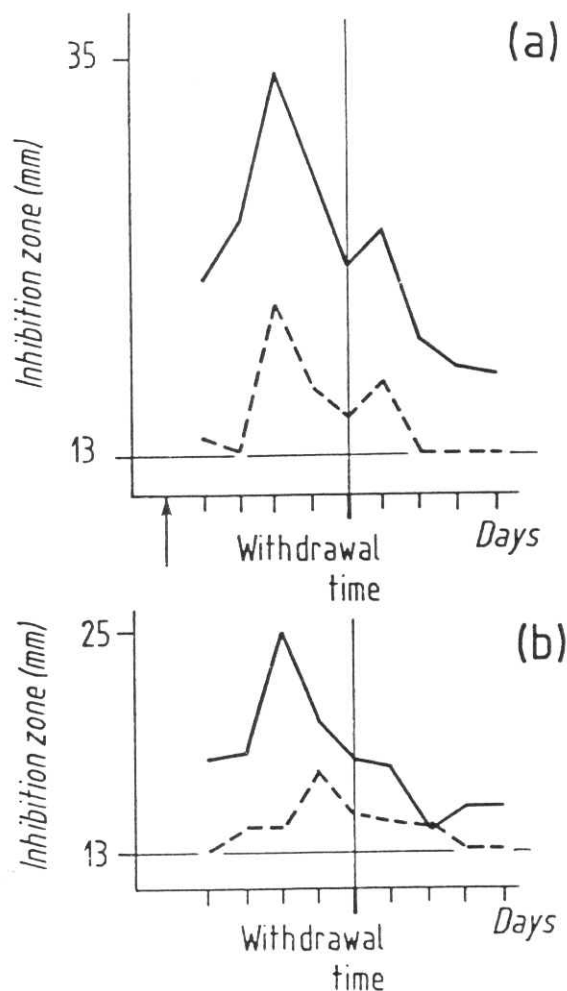 (a)
35
Inhibition zone (mm)
13
Withdrawal
time
Days
(b)
25
Inhibition zone (mm)
13
Withdrawal
time
Days